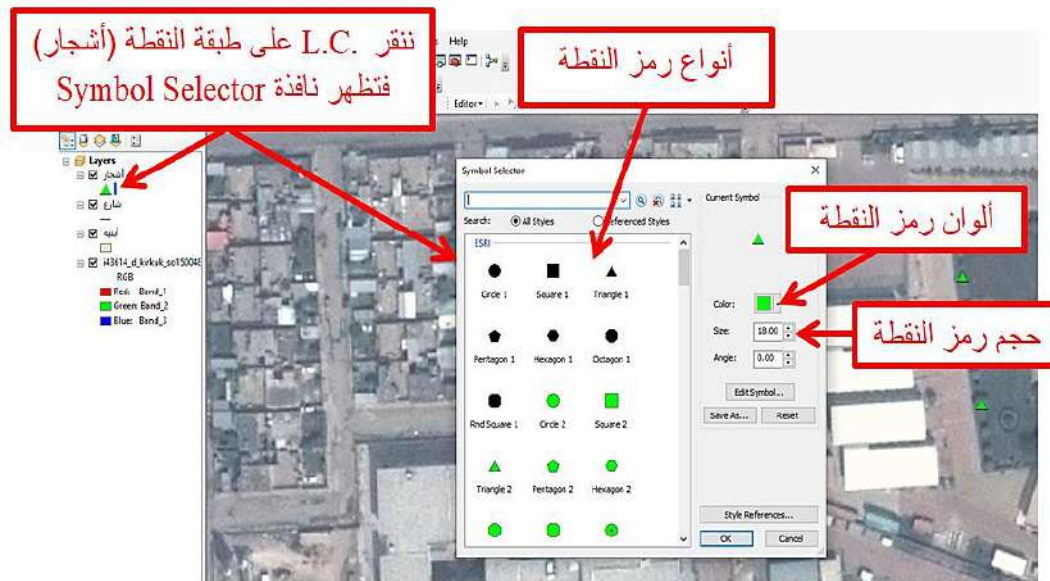 ننقر .L.C على طبقة النقطة (أشجار)
فتظهر نافذة Symbol Selector
أنواع رمز النقطة
Help
Editor
Layers
أشجار
شارع
أبنية
i43614_d_kirkuk_so150048
RGB
Red: Band_1
Green: Band_2
Blue: Band_3
Symbol Selector
Search: All Styles Referenced Styles
ESRI
Circle 1 Square 1 Triangle 1
Pentagon 1 Hexagon 1 Octagon 1
Rnd Square 1 Circle 2 Square 2
Triangle 2 Pentagon 2 Hexagon 2
Current Symbol
ألوان رمز النقطة
Color:
Size: 18.00
حجم رمز النقطة
Angle: 0.00
Edit Symbol...
Save As... Reset
Style References...
OK Cancel